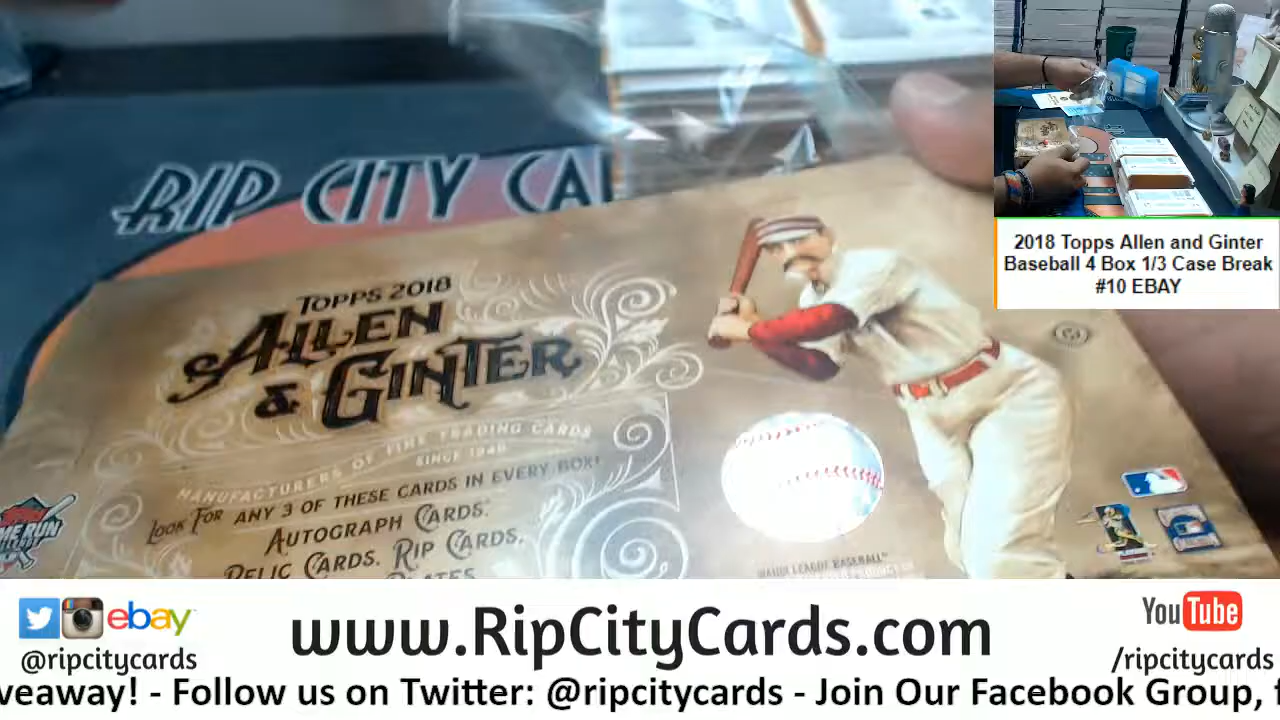 RIP CITY CA
TOPPS 2018
ALLEN
& GINTER
MANUFACTURERS OF FINE TRADING CARDS
SINCE 1948
LOOK FOR ANY 3 OF THESE CARDS IN EVERY BOX!
AUTOGRAPH CARDS.
RELIC CARDS. RIP CARDS.
2018 Topps Allen and Ginter
Baseball 4 Box 1/3 Case Break
#10 EBAY
ebay
@ripcitycards
www.RipCityCards.com
YouTube
/ripcitycards
veaway! - Follow us on Twitter: @ripcitycards - Join Our Facebook Group, f